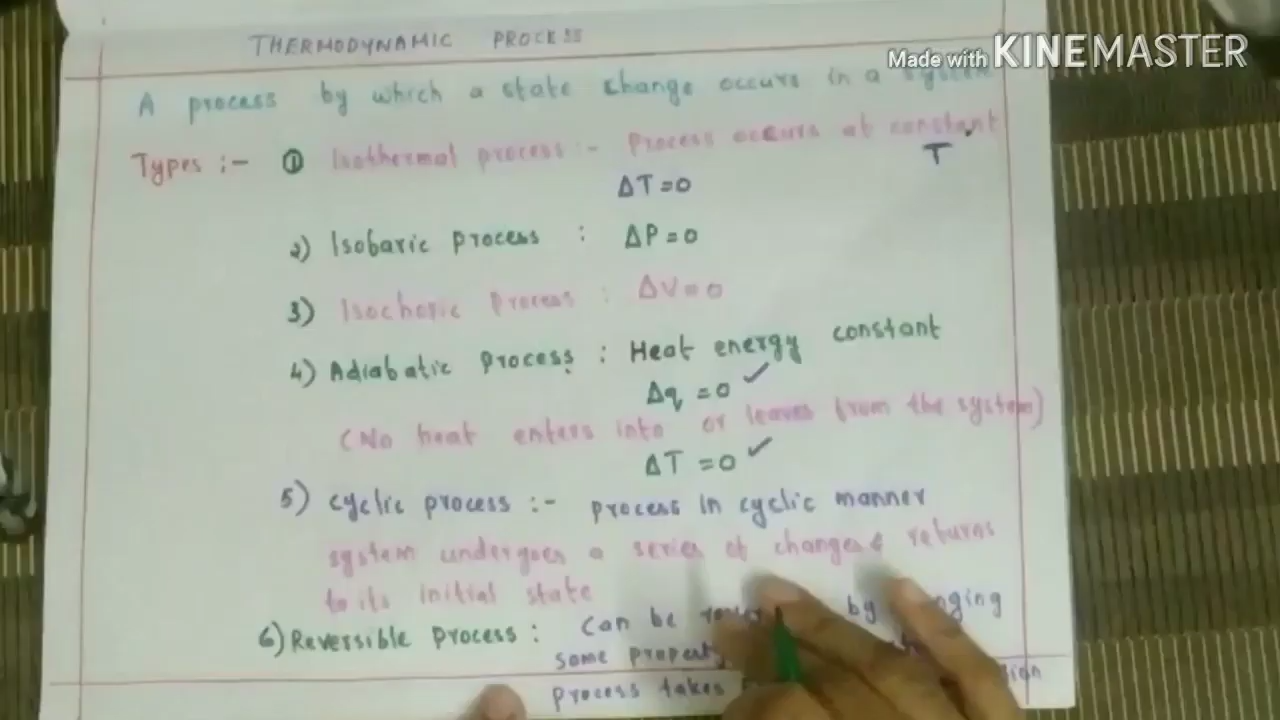 THERMODYNAMIC PROCESS
Made with KINEMASTER
A process by which a state change occurs in a system
Types :- ① Isothermal process :- Process occurs at constant
T
ΔT=0
2) Isobaric process : ΔP=0
3) Isochoric process : ΔV=0
4) Adiabatic process : Heat energy constant
Δq =0 ✓
(No heat enters into or leaves from the system)
ΔT =0 ✓
5) cyclic process :- process in cyclic manner
system undergoes a series of changes & returns
to its initial state
6) Reversible process : can be by
some
process takes